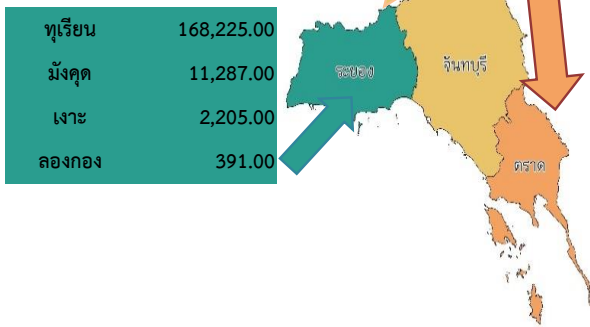 ทุเรียน 168,225.00
มังคุด 11,287.00
เงาะ 2,205.00
ลองกอง 391.00
ระยอง
จันทบุรี
ตราด